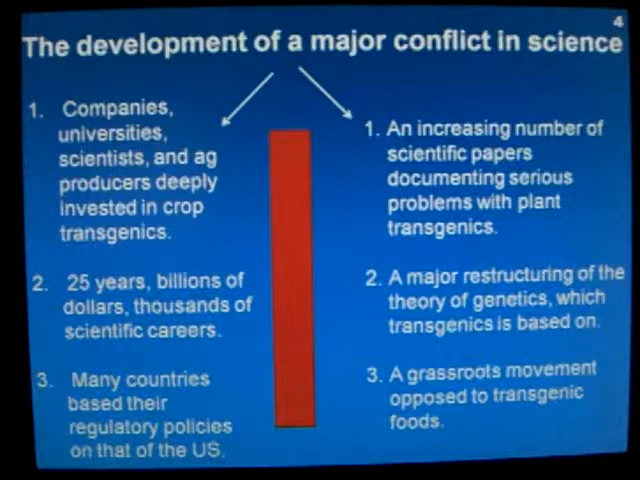 4
The development of a major conflict in science
1. Companies,
universities,
scientists, and ag
producers deeply
invested in crop
transgenics.
2. 25 years, billions of
dollars, thousands of
scientific careers.
3. Many countries
based their
regulatory policies
on that of the US.
1. An increasing number of
scientific papers
documenting serious
problems with plant
transgenics.
2. A major restructuring of the
theory of genetics, which
transgenics is based on.
3. A grassroots movement
opposed to transgenic
foods.